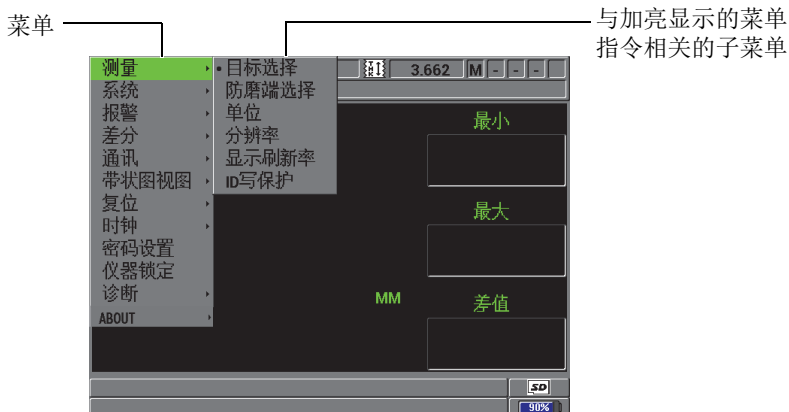 菜单
与加亮显示的菜单
指令相关的子菜单
测量
系统
报警
差分
通讯
带状图视图
复位
时钟
密码设置
仪器锁定
诊断
ABOUT
•目标选择
防磨端选择
单位
分辨率
显示刷新率
ID写保护
3.662 M - - -
最小
最大
MM
差值
SD
90%